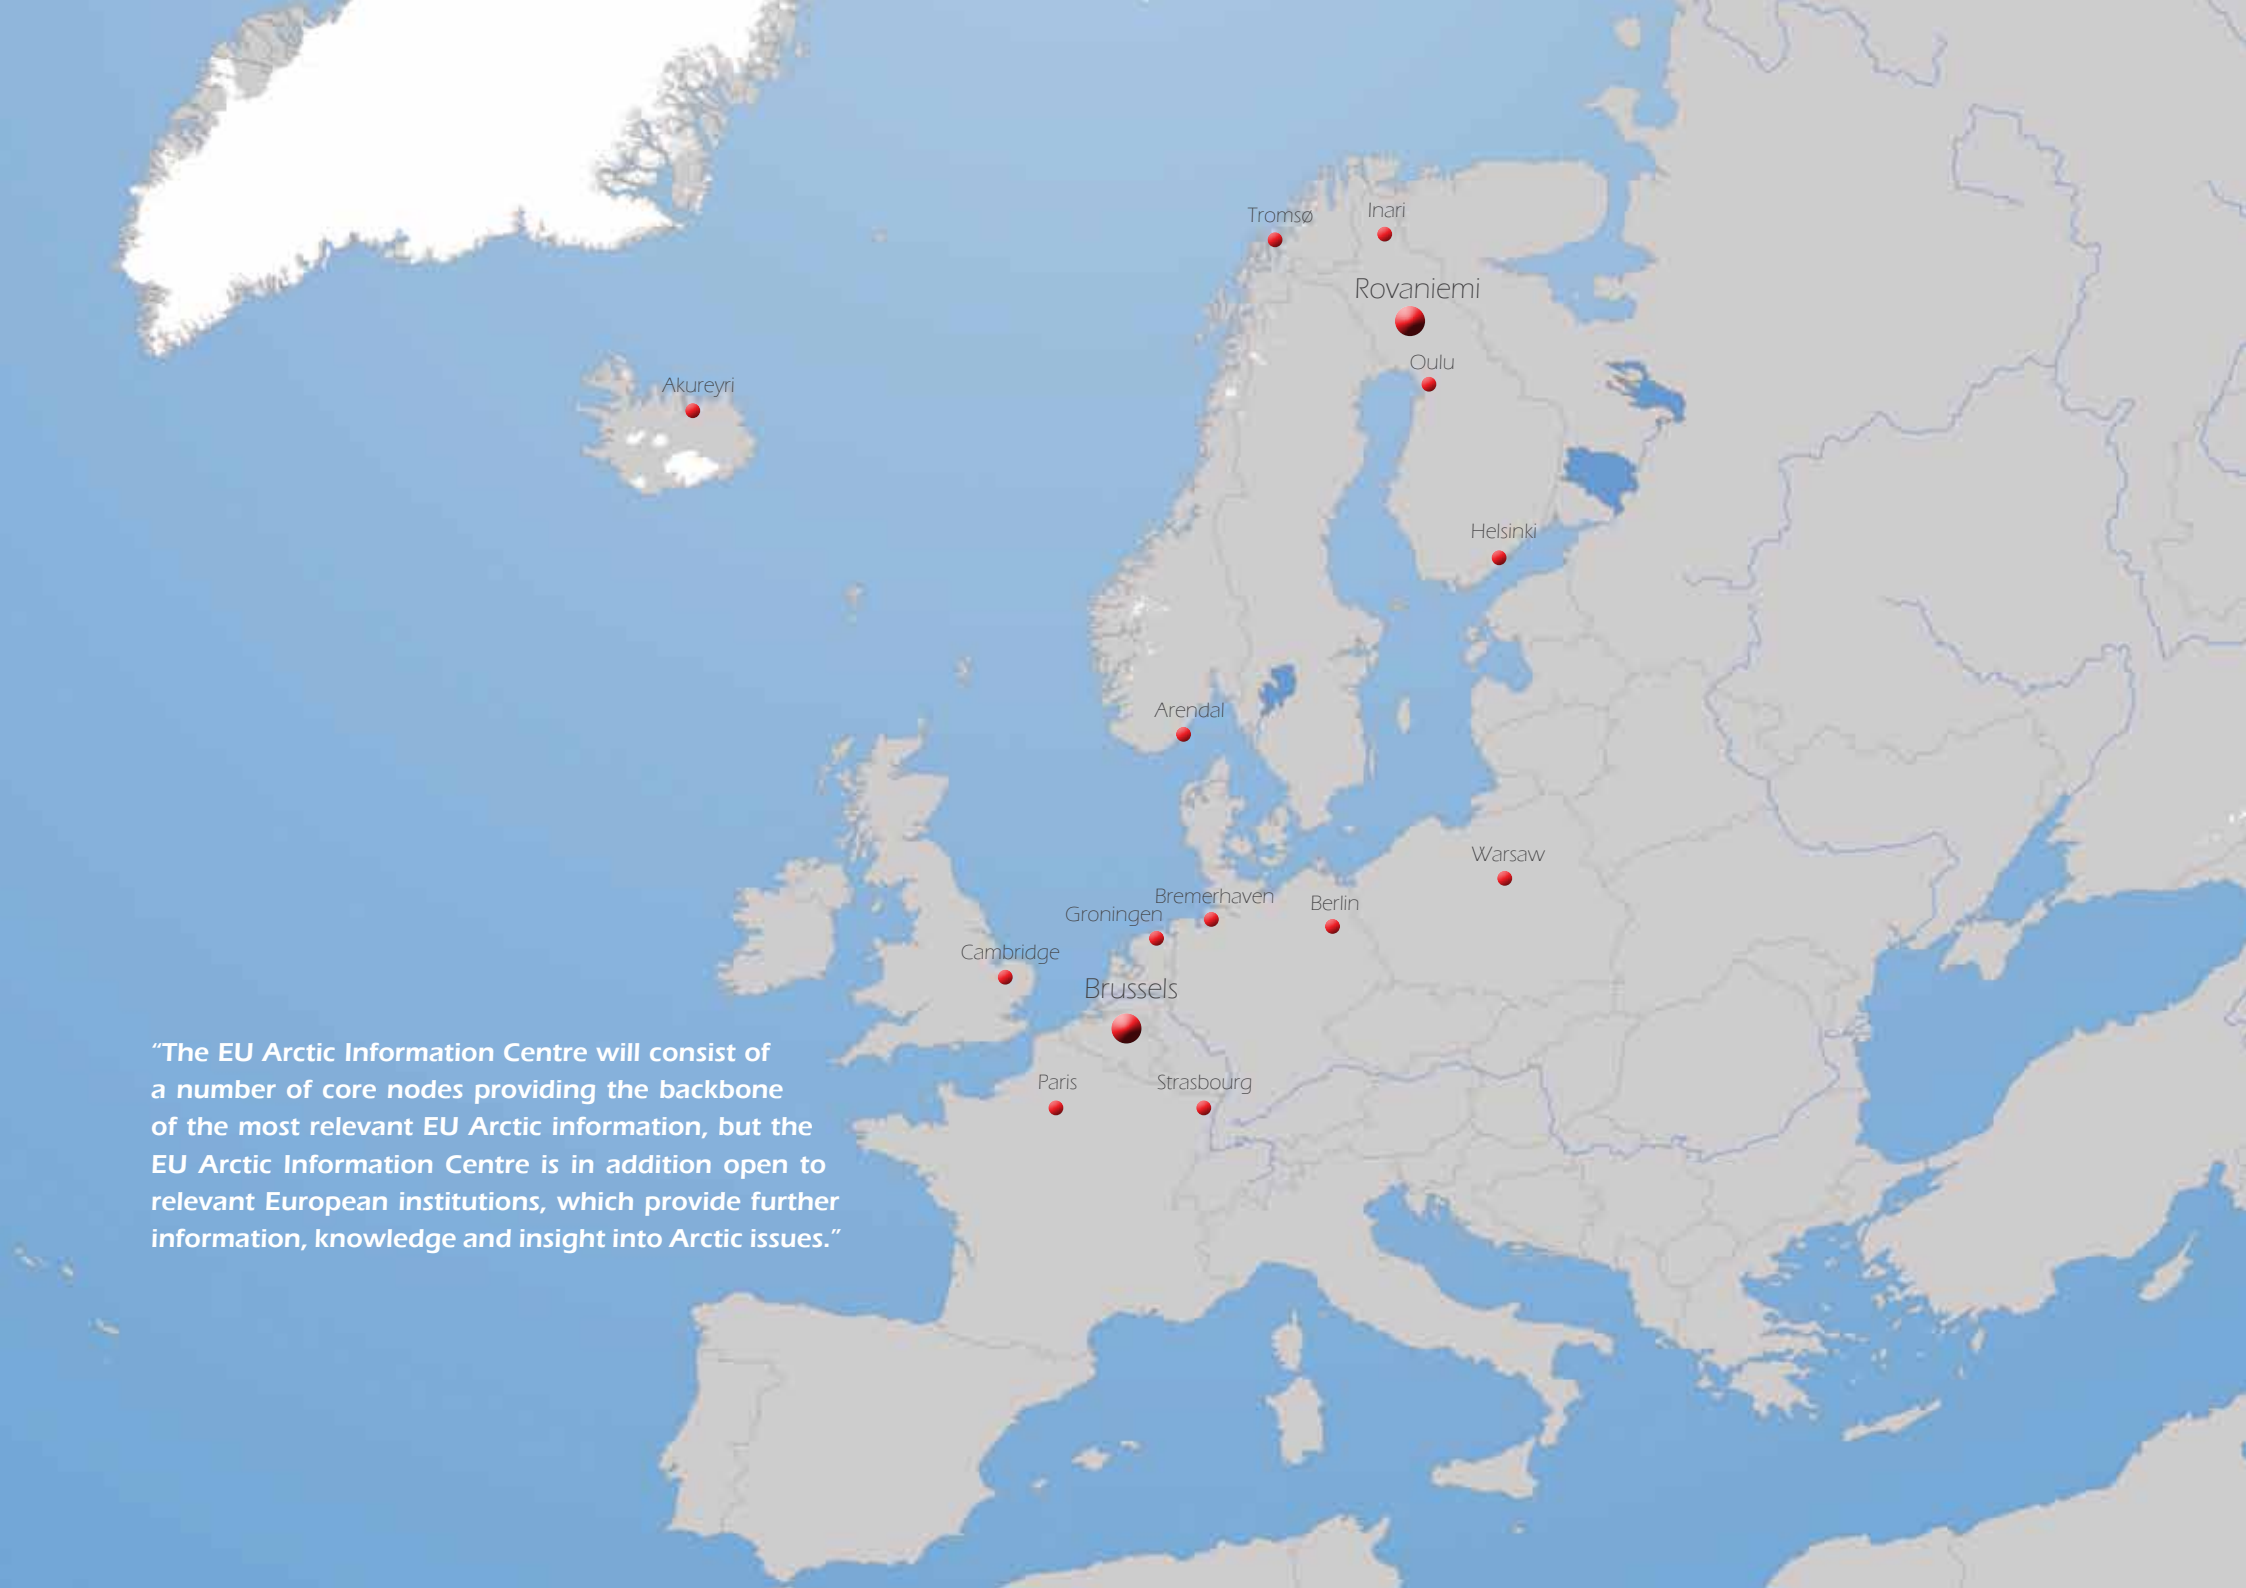 Tromsø
Inari
Rovaniemi
Oulu
Akureyri
Helsinki
Arendal
Warsaw
Bremerhaven
Berlin
Groningen
Cambridge
Brussels
Paris
Strasbourg
“The EU Arctic Information Centre will consist of
a number of core nodes providing the backbone
of the most relevant EU Arctic information, but the
EU Arctic Information Centre is in addition open to
relevant European institutions, which provide further
information, knowledge and insight into Arctic issues.”